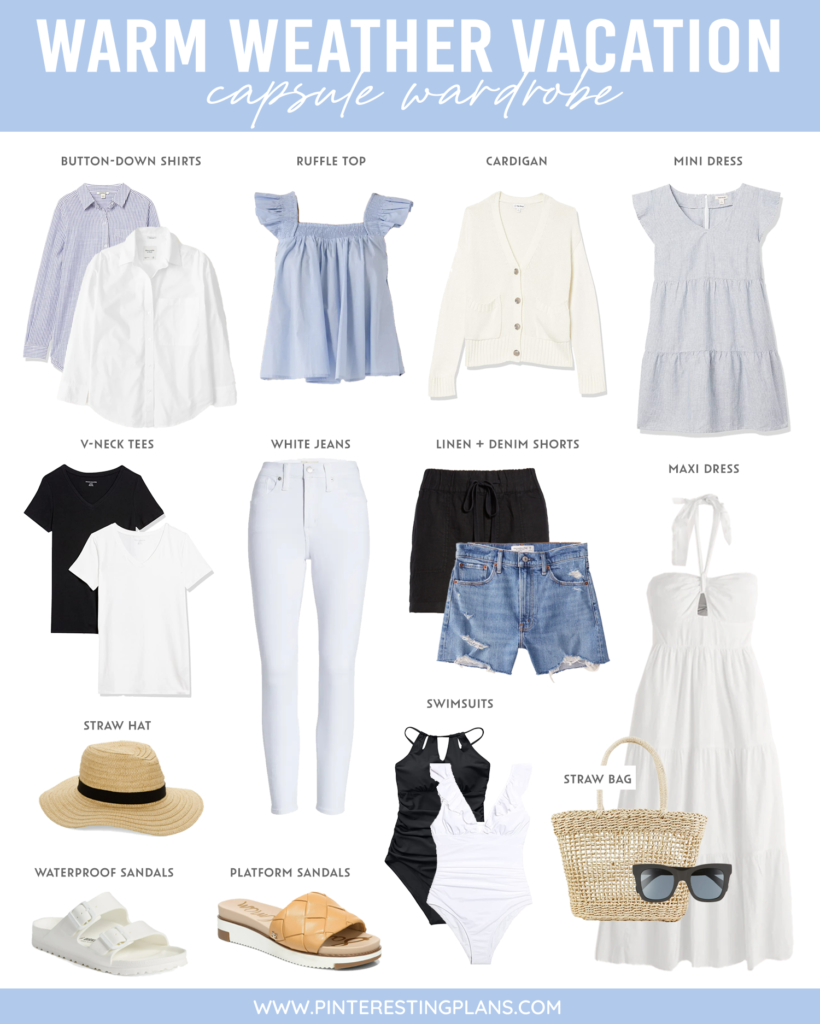 WARM WEATHER VACATION
capsule wardrobe
BUTTON-DOWN SHIRTS
RUFFLE TOP
CARDIGAN
MINI DRESS
V-NECK TEES
WHITE JEANS
LINEN + DENIM SHORTS
MAXI DRESS
STRAW HAT
SWIMSUITS
STRAW BAG
WATERPROOF SANDALS
PLATFORM SANDALS
WWW.PINTERESTINGPLANS.COM